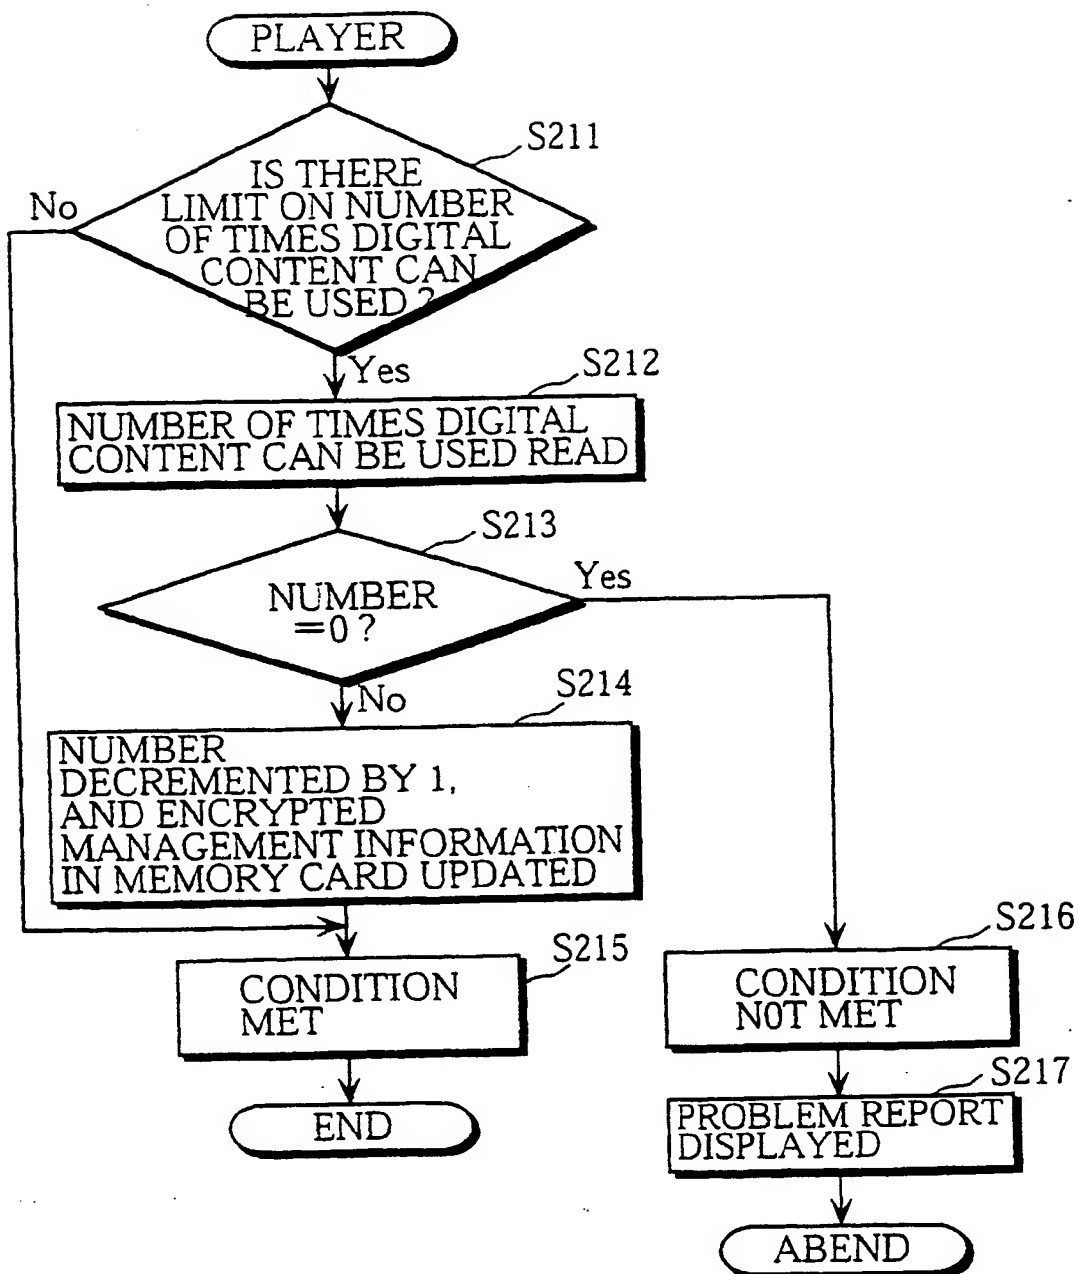 PLAYER
S211
IS THERE
LIMIT ON NUMBER
OF TIMES DIGITAL
CONTENT CAN
BE USED?
No
Yes
S212
NUMBER OF TIMES DIGITAL
CONTENT CAN BE USED READ
S213
NUMBER
=0?
Yes
No
S214
NUMBER
DECREMENTED BY 1,
AND ENCRYPTED
MANAGEMENT INFORMATION
IN MEMORY CARD UPDATED
S215
CONDITION
MET
END
S216
CONDITION
NOT MET
S217
PROBLEM REPORT
DISPLAYED
ABEND